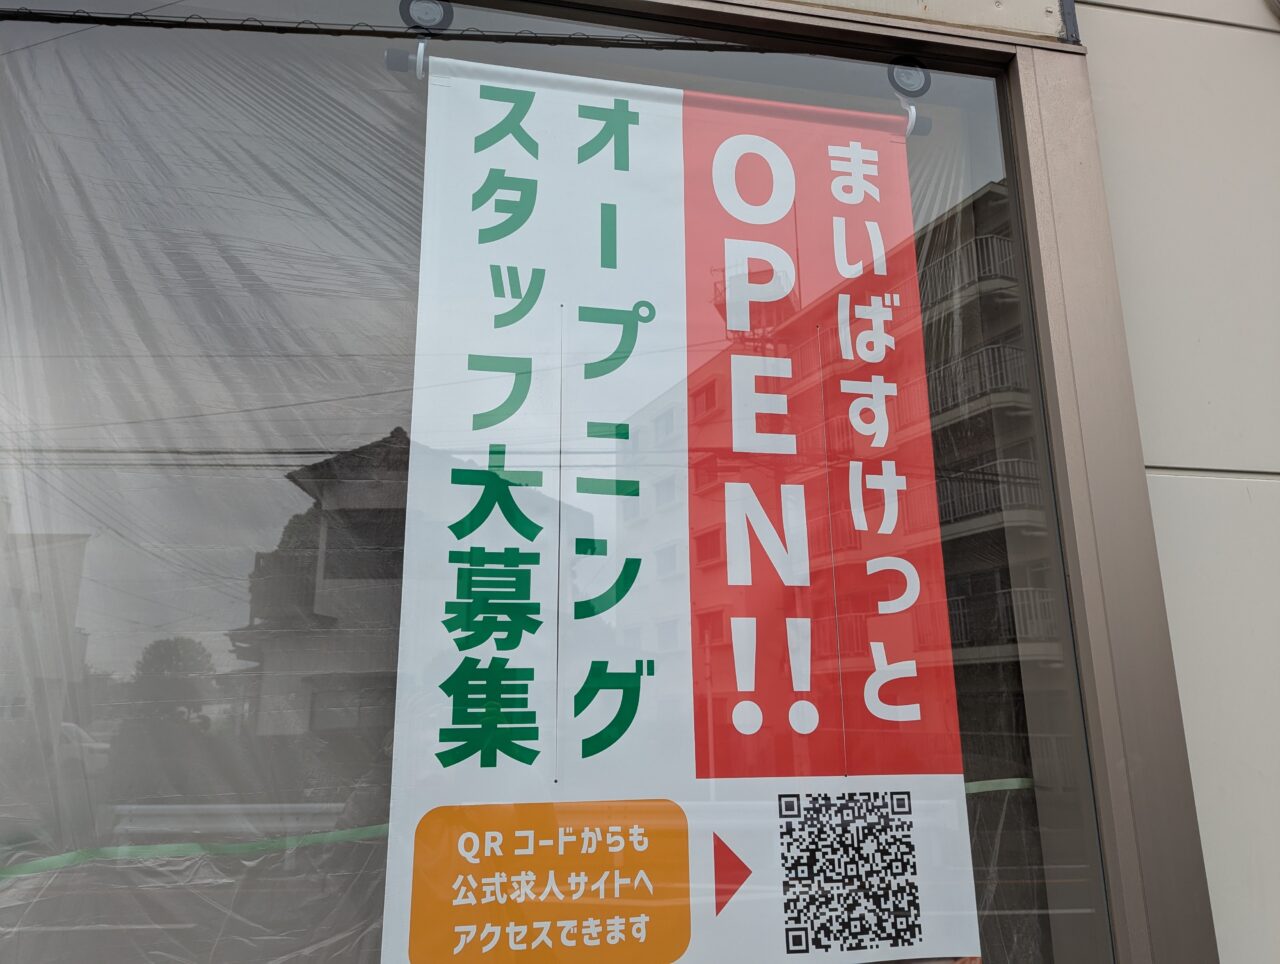 まいばすけっと
OPEN!!
オープニング
スタッフ大募集
QRコードからも
公式求人サイトへ
アクセスできます